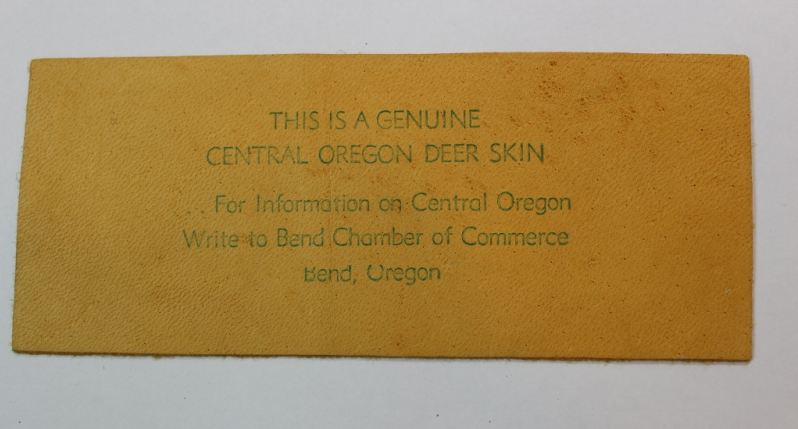 THIS IS A GENUINE
CENTRAL OREGON DEER SKIN
. . For Information on Central Oregon
Write to Bend Chamber of Commerce
Bend, Oregon